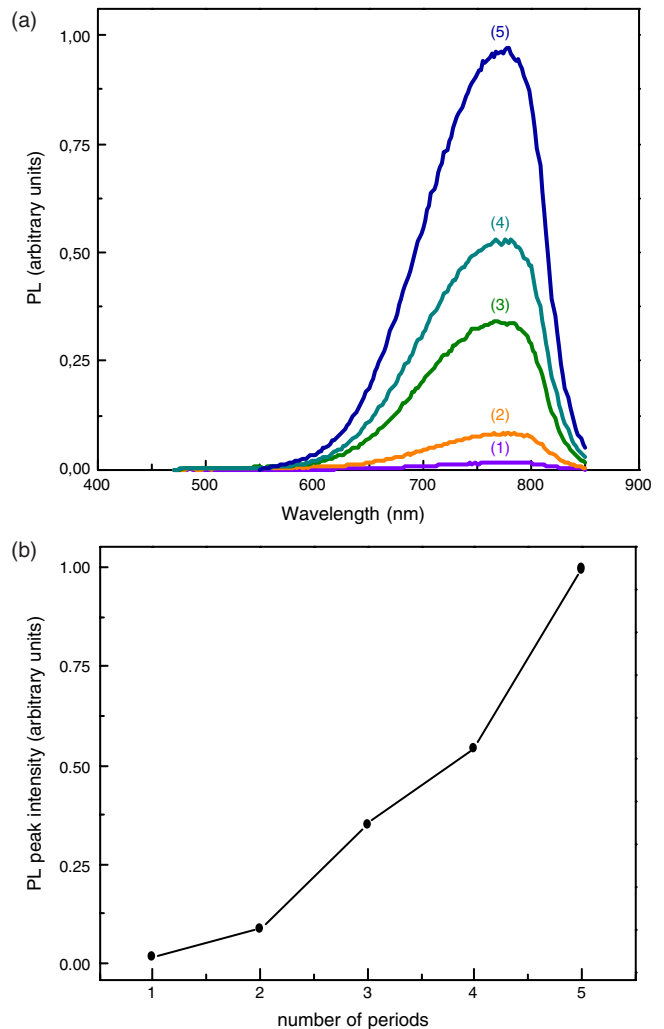 (a)
PL (arbitrary units)
1,00
0,75
0,50
0,25
0,00
(5)
(4)
(3)
(2)
(1)
400 500 600 700 800 900
Wavelength (nm)
(b)
PL peak intensity (arbitrary units)
1.00
0.75
0.50
0.25
0.00
1 2 3 4 5
number of periods